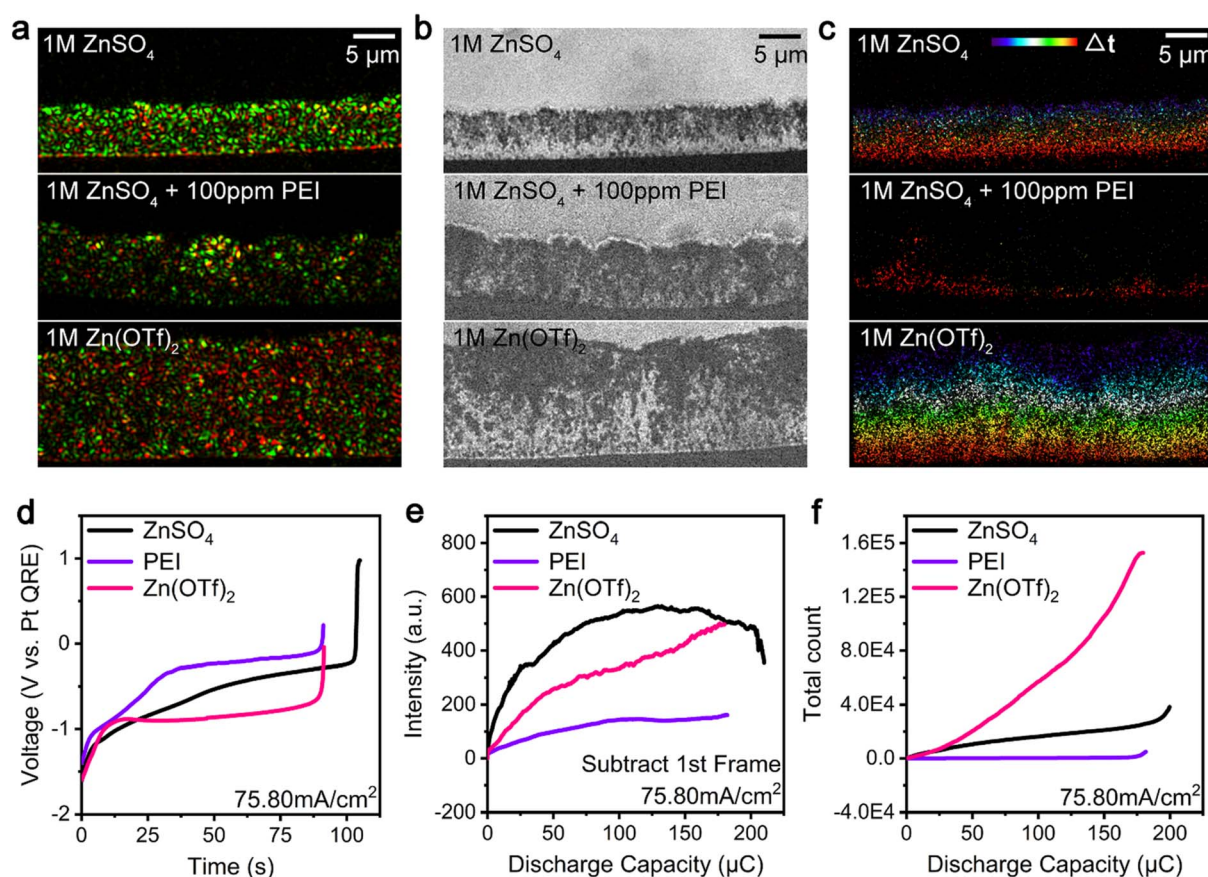 a
1M ZnSO₄
5 μm
1M ZnSO₄ + 100ppm PEI
1M Zn(OTf)₂
b
1M ZnSO₄
5 μm
1M ZnSO₄ + 100ppm PEI
1M Zn(OTf)₂
c
1M ZnSO₄
Δt
5 μm
1M ZnSO₄ + 100ppm PEI
1M Zn(OTf)₂
d
ZnSO₄
PEI
Zn(OTf)₂
Voltage (V vs. Pt QRE)
1
0
-1
-2
75.80mA/cm²
0 25 50 75 100
Time (s)
e
ZnSO₄
PEI
Zn(OTf)₂
Intensity (a.u.)
800
600
400
200
0
-200
Subtract 1st Frame
75.80mA/cm²
0 50 100 150 200 250
Discharge Capacity (μC)
f
ZnSO₄
PEI
Zn(OTf)₂
Total count
1.6E5
1.2E5
8.0E4
4.0E4
0.0
-4.0E4
75.80mA/cm²
0 50 100 150 200
Discharge Capacity (μC)